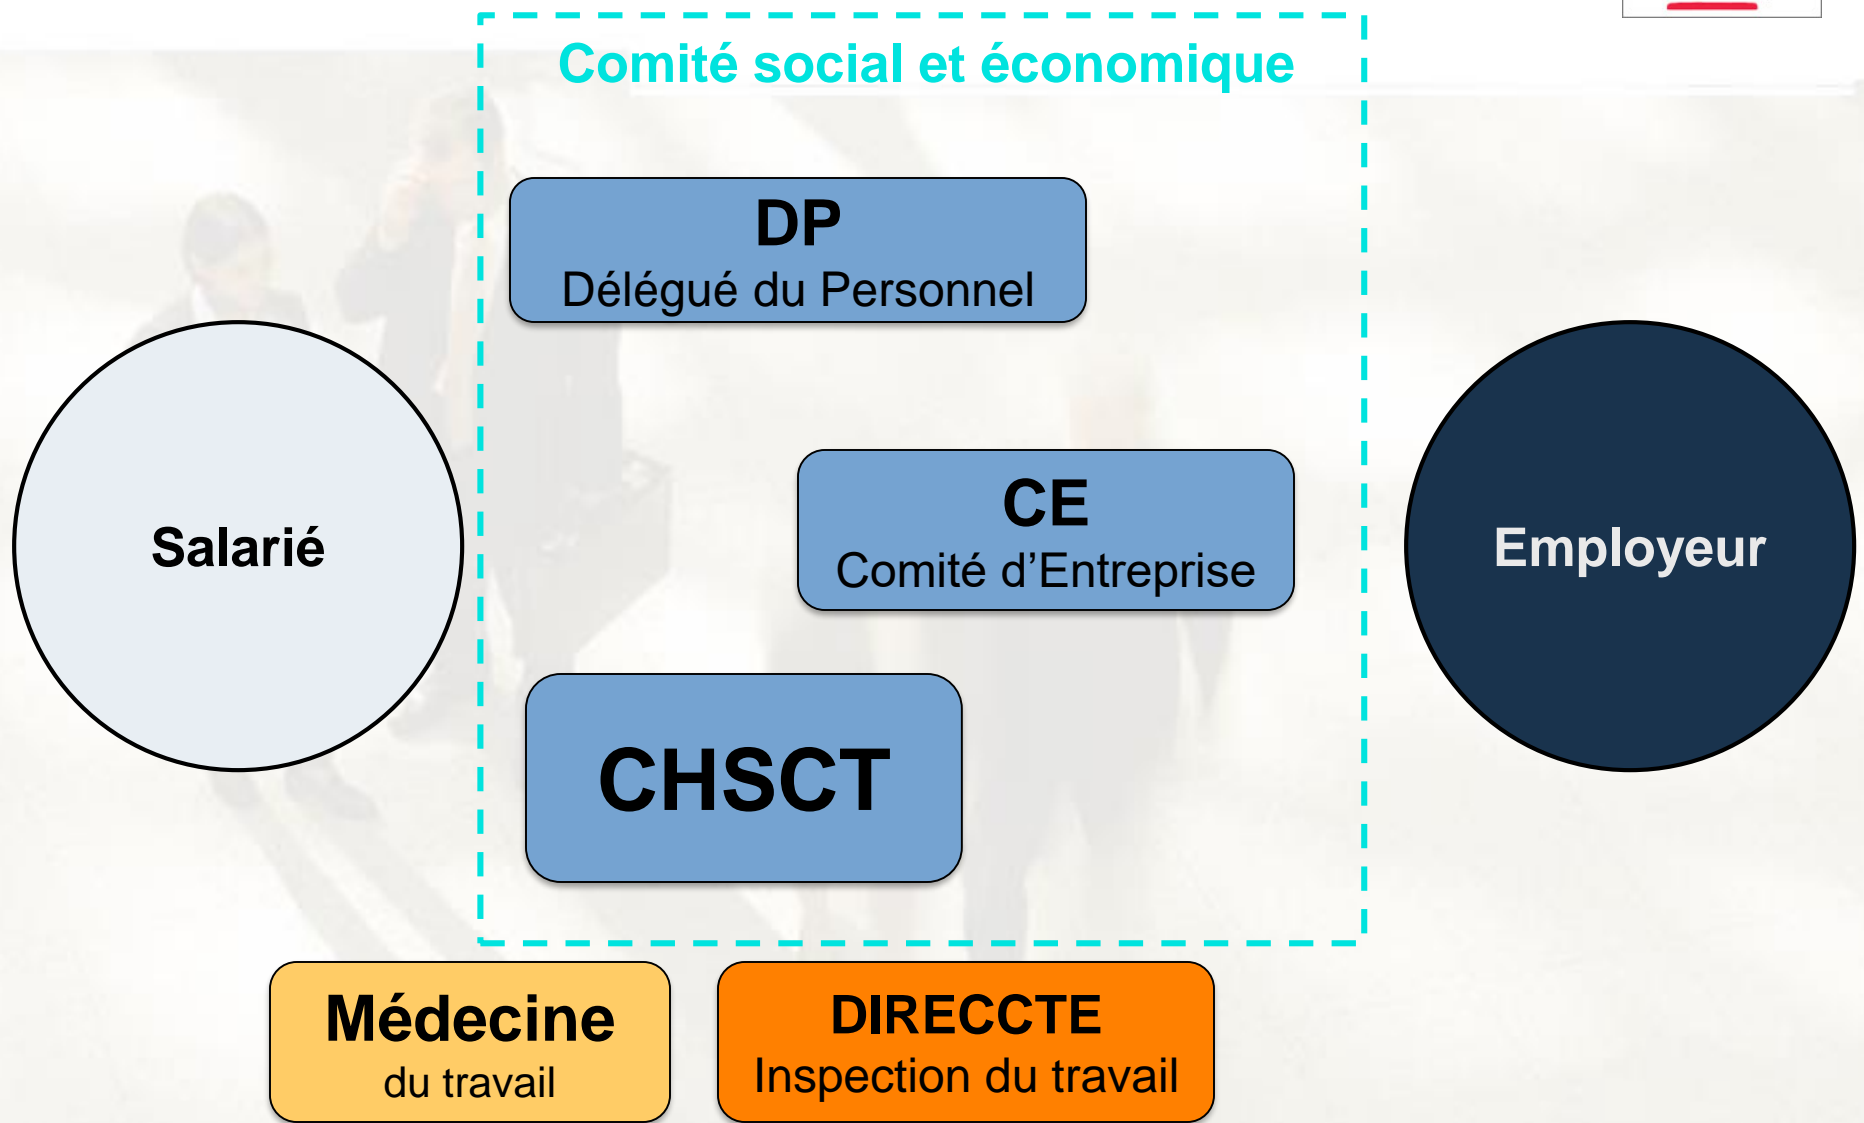 Comité social et économique
DP
Délégué du Personnel
Salarié
CE
Comité d’Entreprise
Employeur
CHSCT
Médecine
du travail
DIRECCTE
Inspection du travail